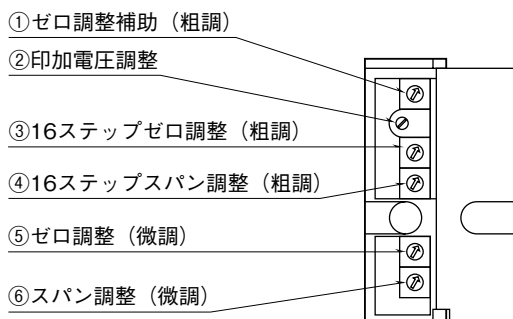 ①ゼロ調整補助（粗調）
②印加電圧調整
③16ステップゼロ調整（粗調）
④16ステップスパン調整（粗調）
⑤ゼロ調整（微調）
⑥スパン調整（微調）